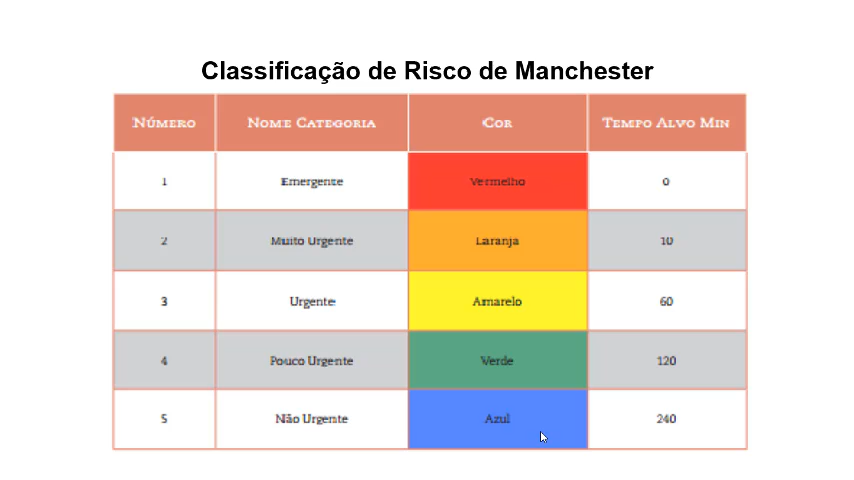 Classificação de Risco de Manchester
Número Nome Categoria Cor Tempo Alvo Min
1 Emergente Vermelho 0
2 Muito Urgente Laranja 10
3 Urgente Amarelo 60
4 Pouco Urgente Verde 120
5 Não Urgente Azul 240